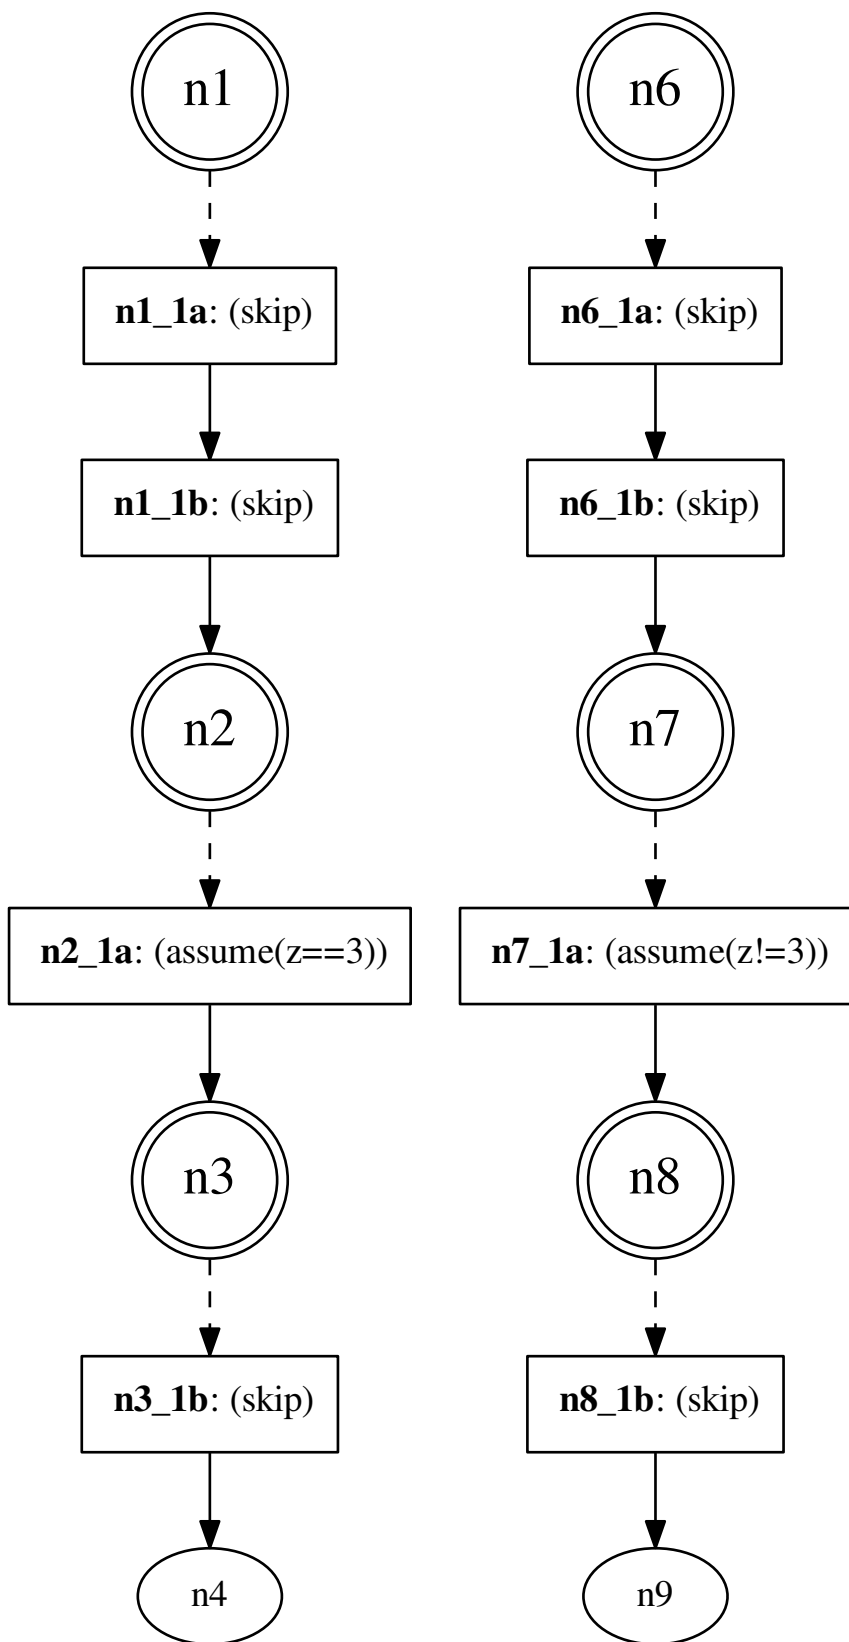 n1
n6
n1_1a: (skip)
n6_1a: (skip)
n1_1b: (skip)
n6_1b: (skip)
n2
n7
n2_1a: (assume(z==3))
n7_1a: (assume(z!=3))
n3
n8
n3_1b: (skip)
n8_1b: (skip)
n4
n9